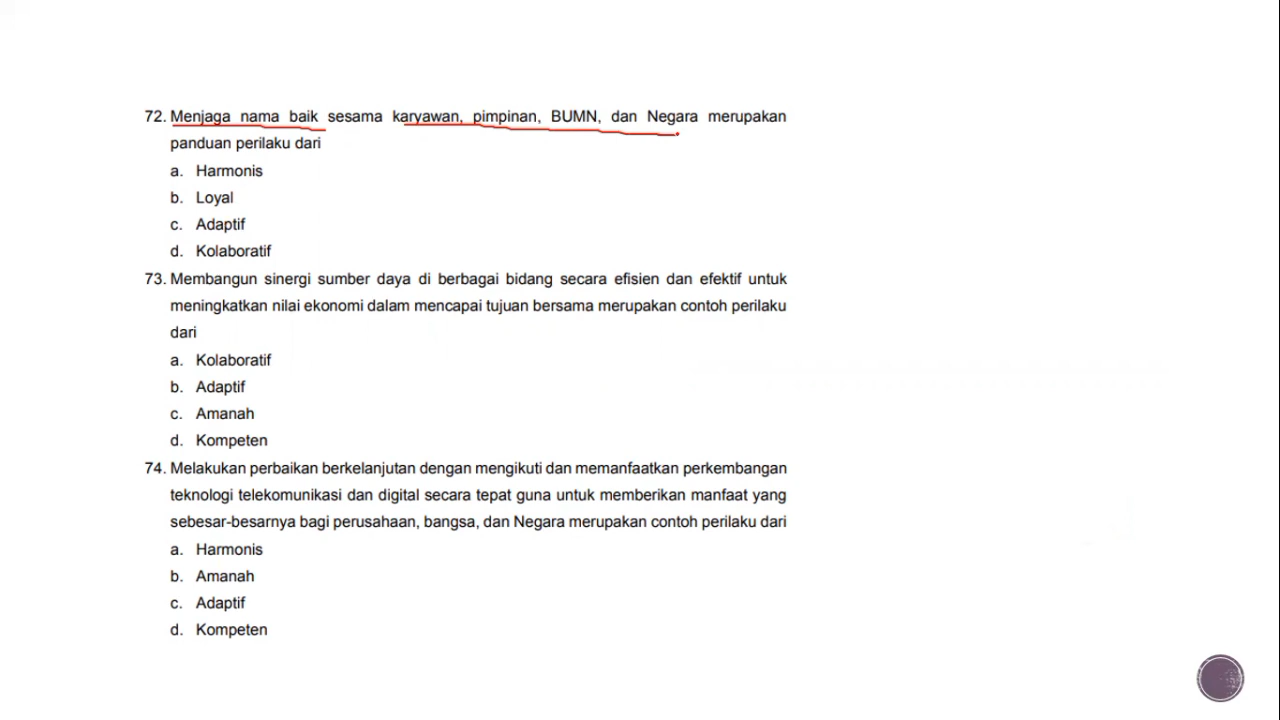 72. Menjaga nama baik sesama karyawan, pimpinan, BUMN, dan Negara merupakan
panduan perilaku dari
a. Harmonis
b. Loyal
c. Adaptif
d. Kolaboratif
73. Membangun sinergi sumber daya di berbagai bidang secara efisien dan efektif untuk
meningkatkan nilai ekonomi dalam mencapai tujuan bersama merupakan contoh perilaku
dari
a. Kolaboratif
b. Adaptif
c. Amanah
d. Kompeten
74. Melakukan perbaikan berkelanjutan dengan mengikuti dan memanfaatkan perkembangan
teknologi telekomunikasi dan digital secara tepat guna untuk memberikan manfaat yang
sebesar-besarnya bagi perusahaan, bangsa, dan Negara merupakan contoh perilaku dari
a. Harmonis
b. Amanah
c. Adaptif
d. Kompeten